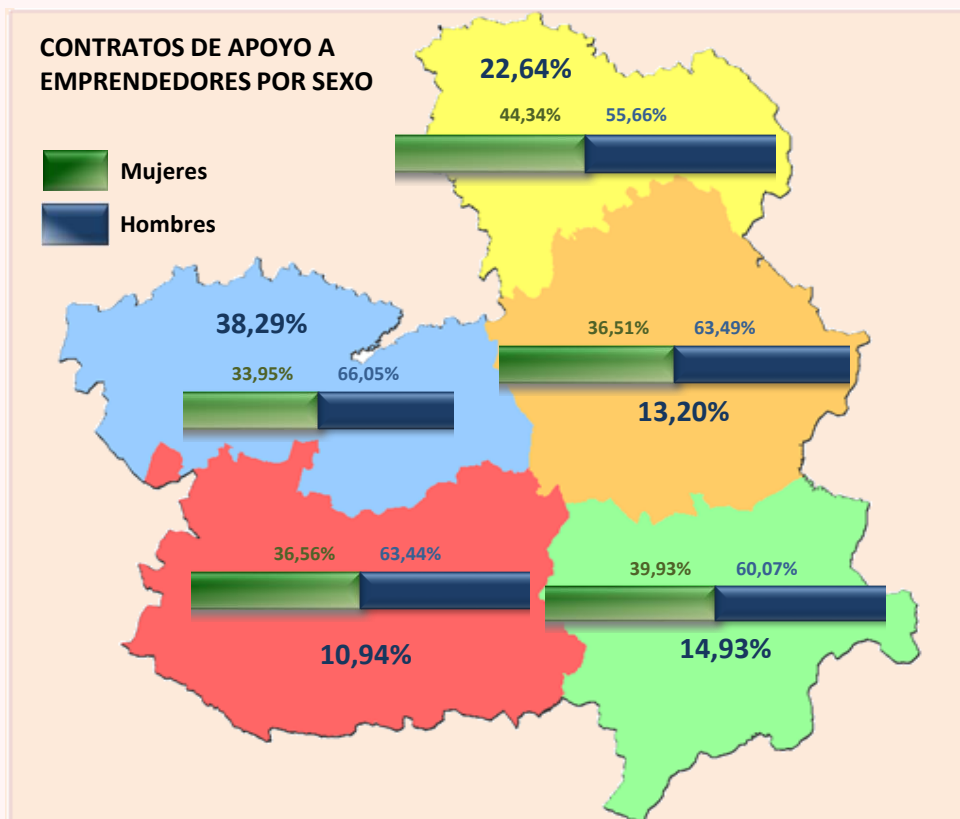 CONTRATOS DE APOYO A
EMPRENDEDORES POR SEXO
Mujeres
Hombres
22,64%
44,34% 55,66%
38,29%
33,95% 66,05%
36,51% 63,49%
13,20%
36,56% 63,44%
10,94%
39,93% 60,07%
14,93%